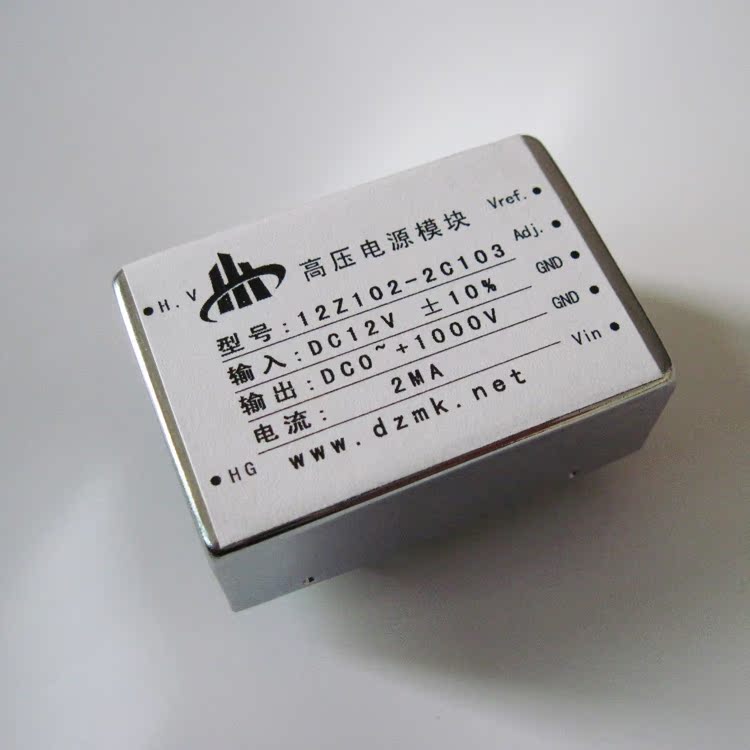 高压电源模块
型号:12Z102-2C103
输入:DC12V ±10%
输出:DC0~+1000V
电流: 2MA
www.dzmk.net
H.V
HG
Vref.
Adj.
GND
GND
Vin